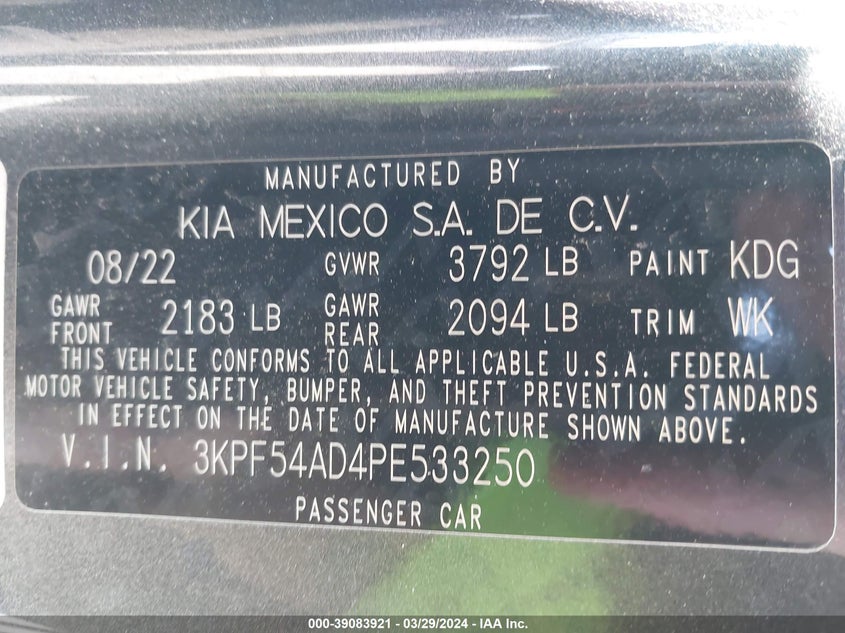 MANUFACTURED BY
KIA MEXICO S.A. DE C.V.
08/22 GVWR 3792 LB PAINT KDG
GAWR FRONT 2183 LB GAWR REAR 2094 LB TRIM WK
THIS VEHICLE CONFORMS TO ALL APPLICABLE U.S.A. FEDERAL
MOTOR VEHICLE SAFETY, BUMPER, AND THEFT PREVENTION STANDARDS
IN EFFECT ON THE DATE OF MANUFACTURE SHOWN ABOVE.
V.I.N. 3KPF54AD4PE533250
PASSENGER CAR
000-39083921 - 03/29/2024 - IAA Inc.